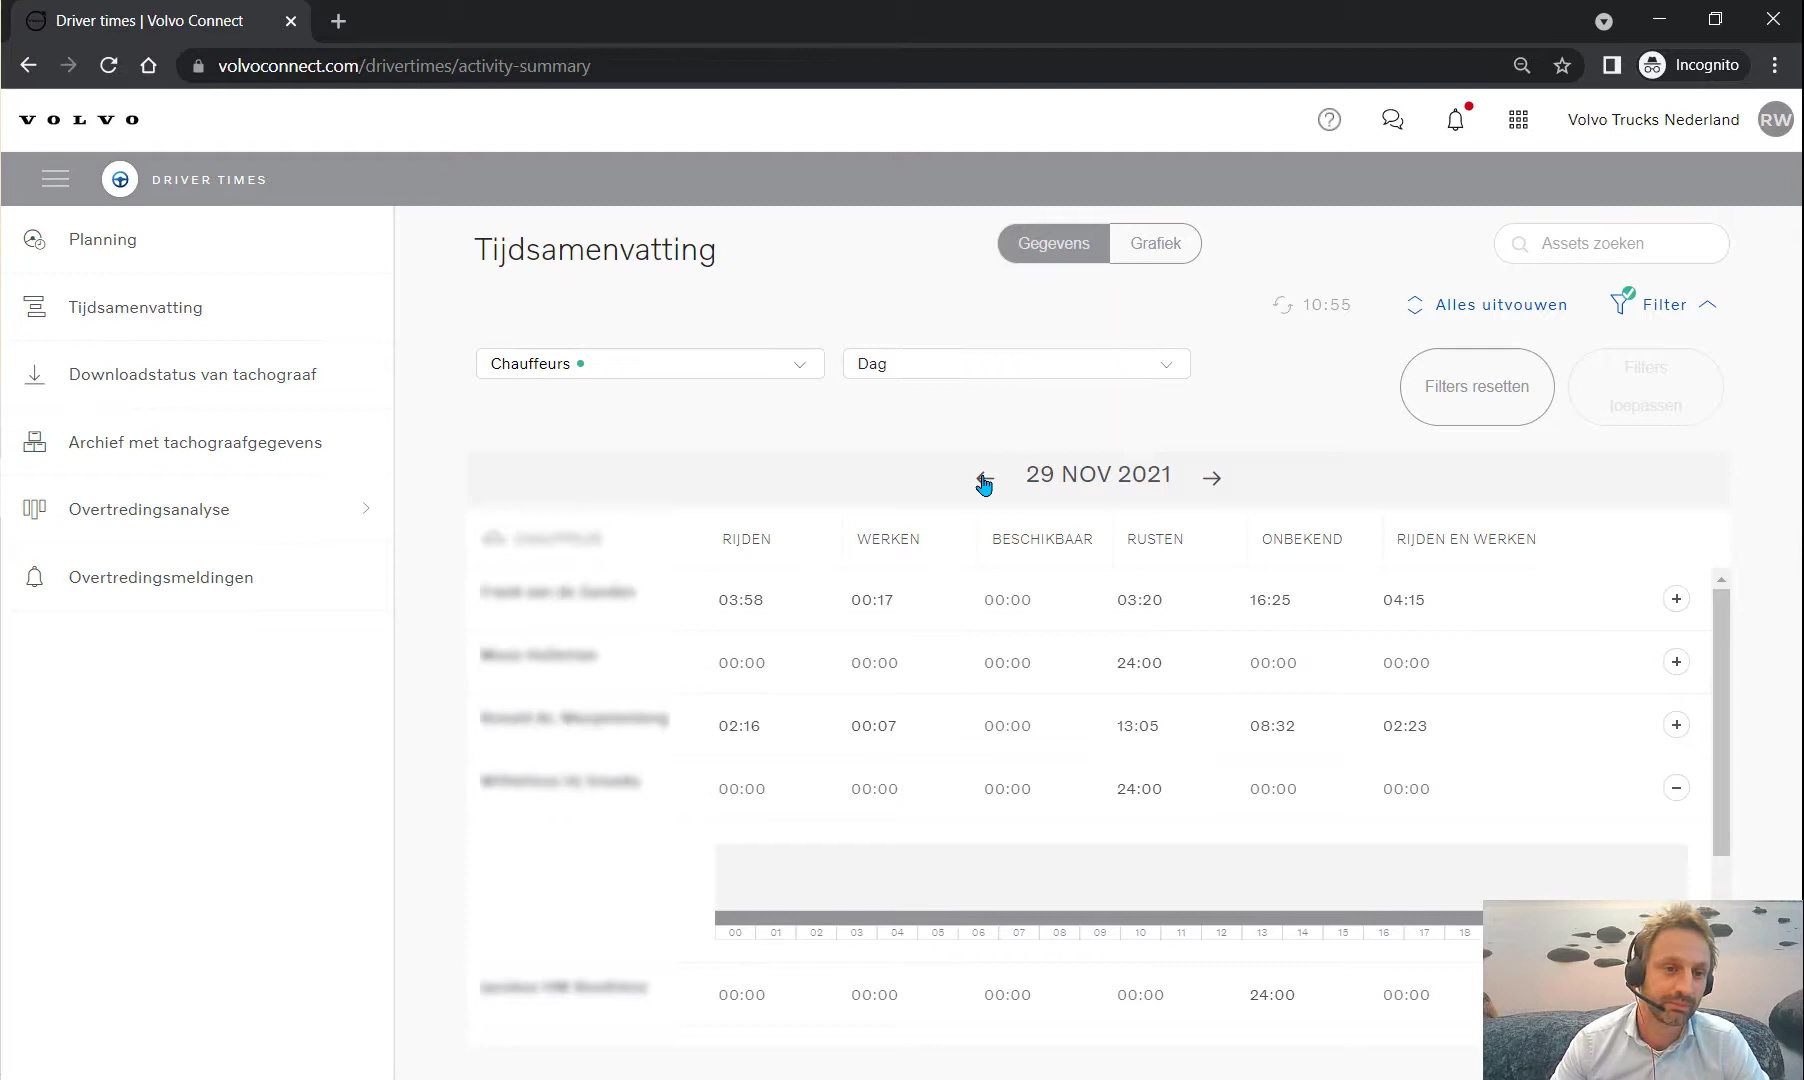 Driver times | Volvo Connect
volvoconnect.com/drivertimes/activity-summary
Incognito
VOLVO
Volvo Trucks Nederland
RW
DRIVER TIMES
Planning
Tijdsamenvatting
Downloadstatus van tachograaf
Archief met tachograafgegevens
Overtredingsanalyse
Overtredingsmeldingen
Tijdsamenvatting
Gegevens
Grafiek
Assets zoeken
10:55
Alles uitvouwen
Filter
Chauffeurs
Dag
Filters resetten
Filters
toepassen
29 NOV 2021
RIJDEN WERKEN BESCHIKBAAR RUSTEN ONBEKEND RIJDEN EN WERKEN
03:58 00:17 00:00 03:20 16:25 04:15
00:00 00:00 00:00 24:00 00:00 00:00
02:16 00:07 00:00 13:05 08:32 02:23
00:00 00:00 00:00 24:00 00:00 00:00
00 01 02 03 04 05 06 07 08 09 10 11 12 13 14 15 16 17 18
00:00 00:00 00:00 00:00 24:00 00:00